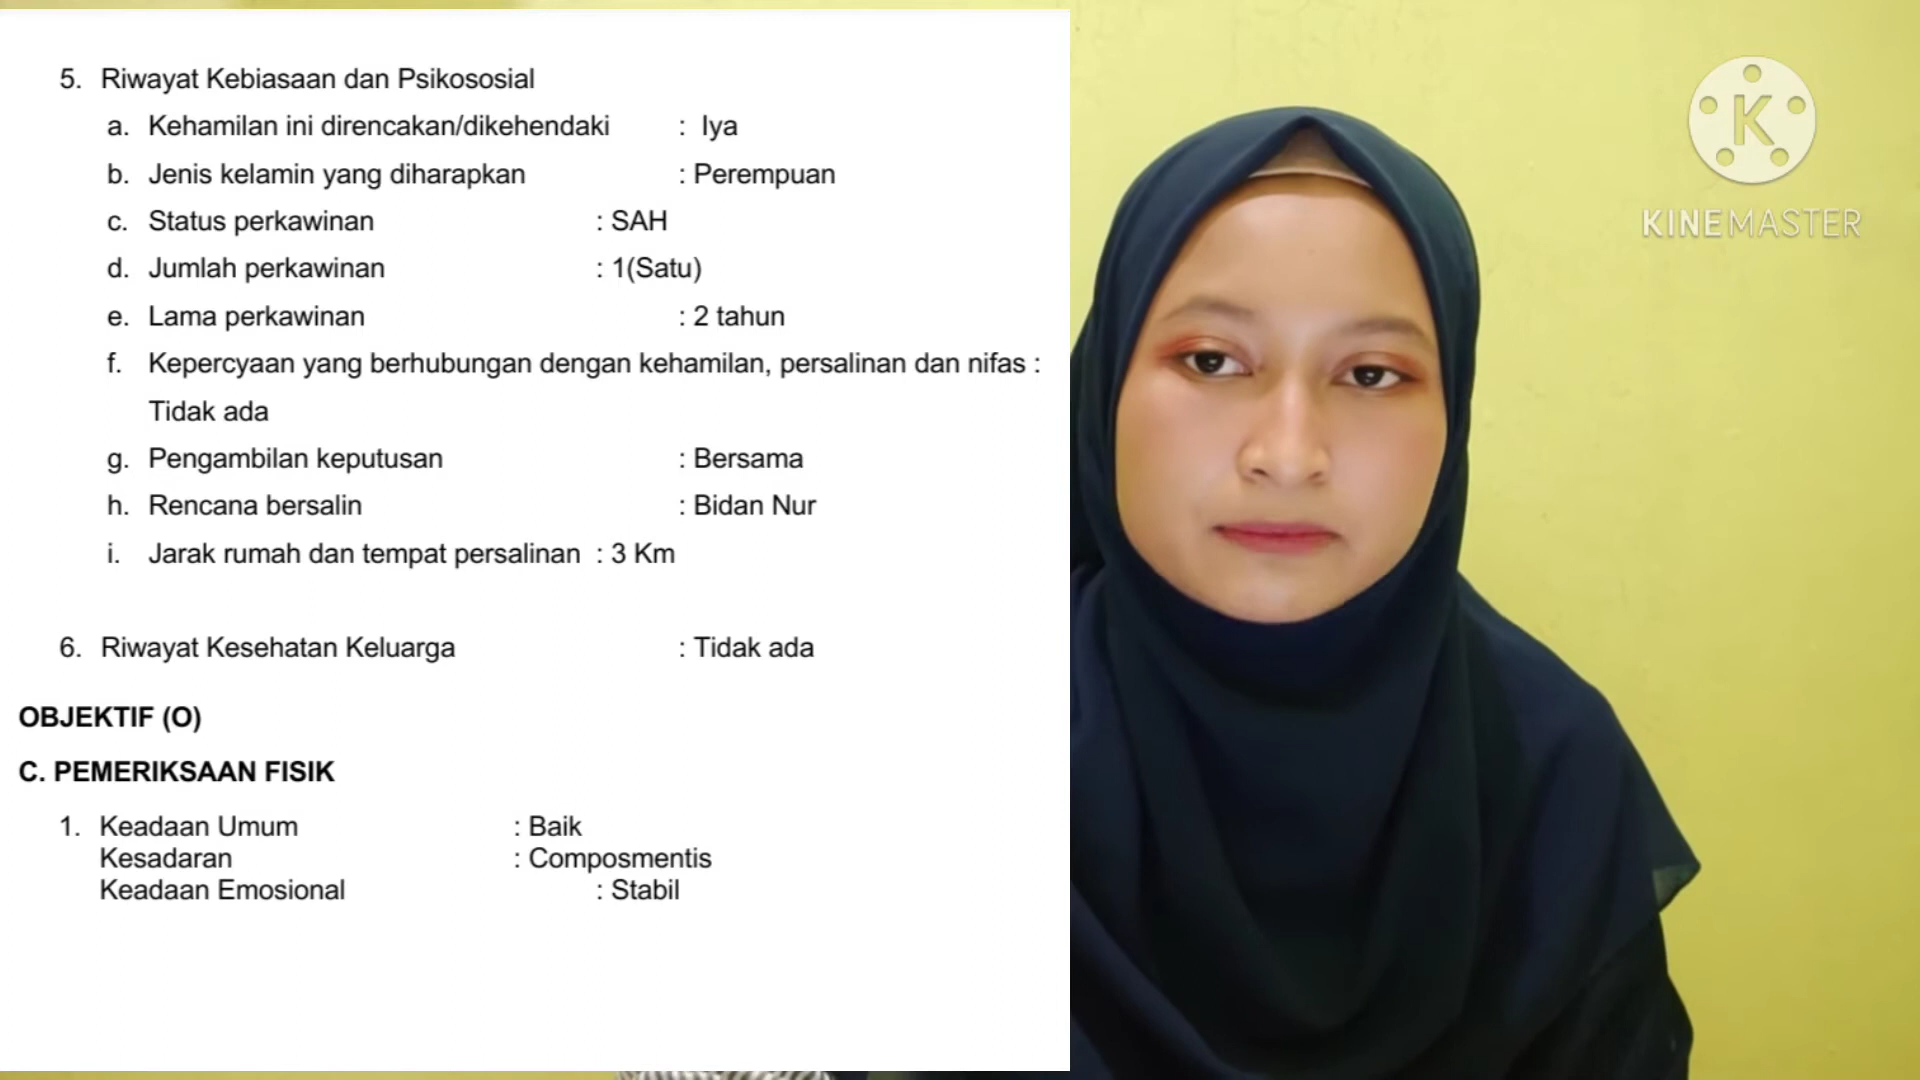 5. Riwayat Kebiasaan dan Psikososial
a. Kehamilan ini direncakan/dikehendaki : Iya
b. Jenis kelamin yang diharapkan : Perempuan
c. Status perkawinan : SAH
d. Jumlah perkawinan : 1(Satu)
e. Lama perkawinan : 2 tahun
f. Kepercyaan yang berhubungan dengan kehamilan, persalinan dan nifas :
Tidak ada
g. Pengambilan keputusan : Bersama
h. Rencana bersalin : Bidan Nur
i. Jarak rumah dan tempat persalinan : 3 Km
6. Riwayat Kesehatan Keluarga : Tidak ada
OBJEKTIF (O)
C. PEMERIKSAAN FISIK
1. Keadaan Umum : Baik
Kesadaran : Composmentis
Keadaan Emosional : Stabil
K
KINEMASTER